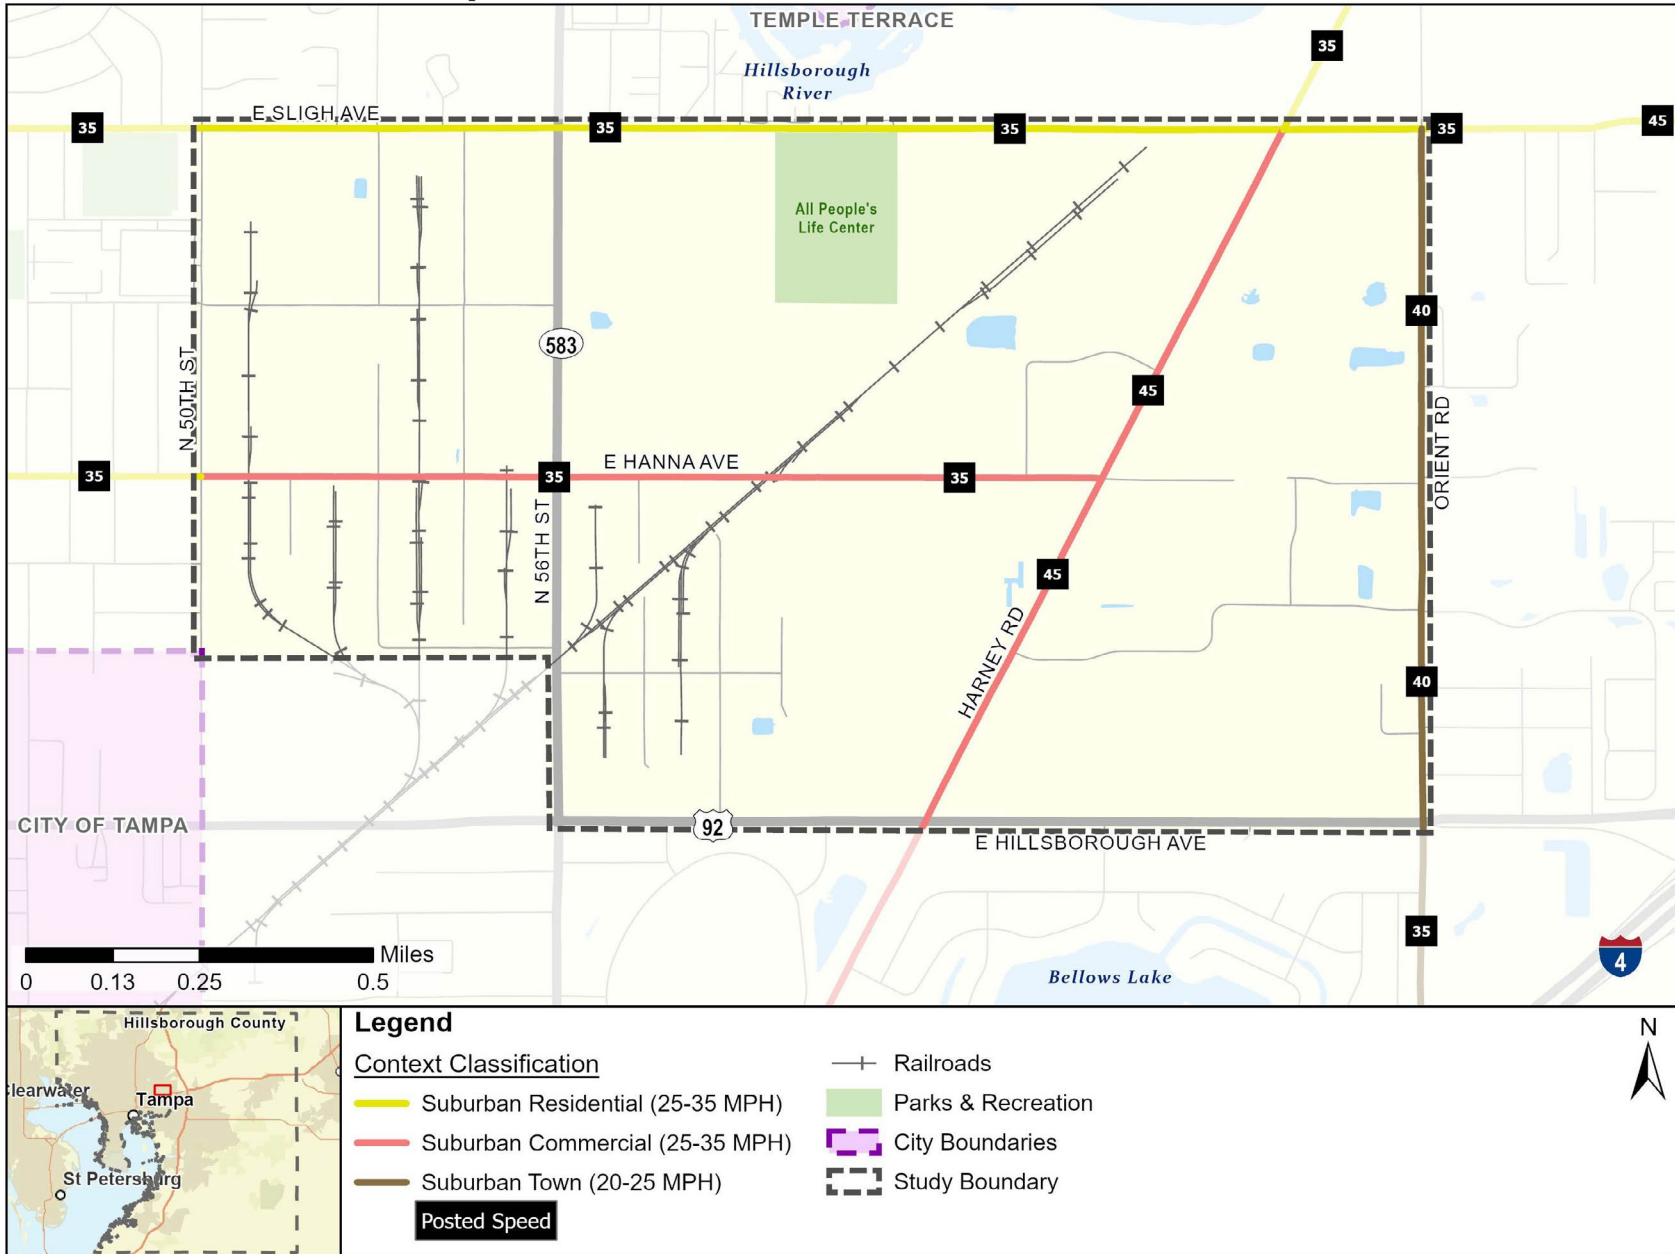 TEMPLE TERRACE
35
Hillsborough
River
E SLIGH AVE
35
35
35
35
45
All People's
Life Center
40
583
N 50TH ST
45
ORIENT RD
35
E HANNA AVE
35
35
N 56TH ST
45
HARNEY RD
40
CITY OF TAMPA
92
E HILLSBOROUGH AVE
35
Miles
0
0.13
0.25
0.5
Bellows Lake
4
Hillsborough County
Clearwater
Tampa
St Petersburg
Legend
Context Classification
Suburban Residential (25-35 MPH)
Suburban Commercial (25-35 MPH)
Suburban Town (20-25 MPH)
Posted Speed
Railroads
Parks & Recreation
City Boundaries
Study Boundary
N